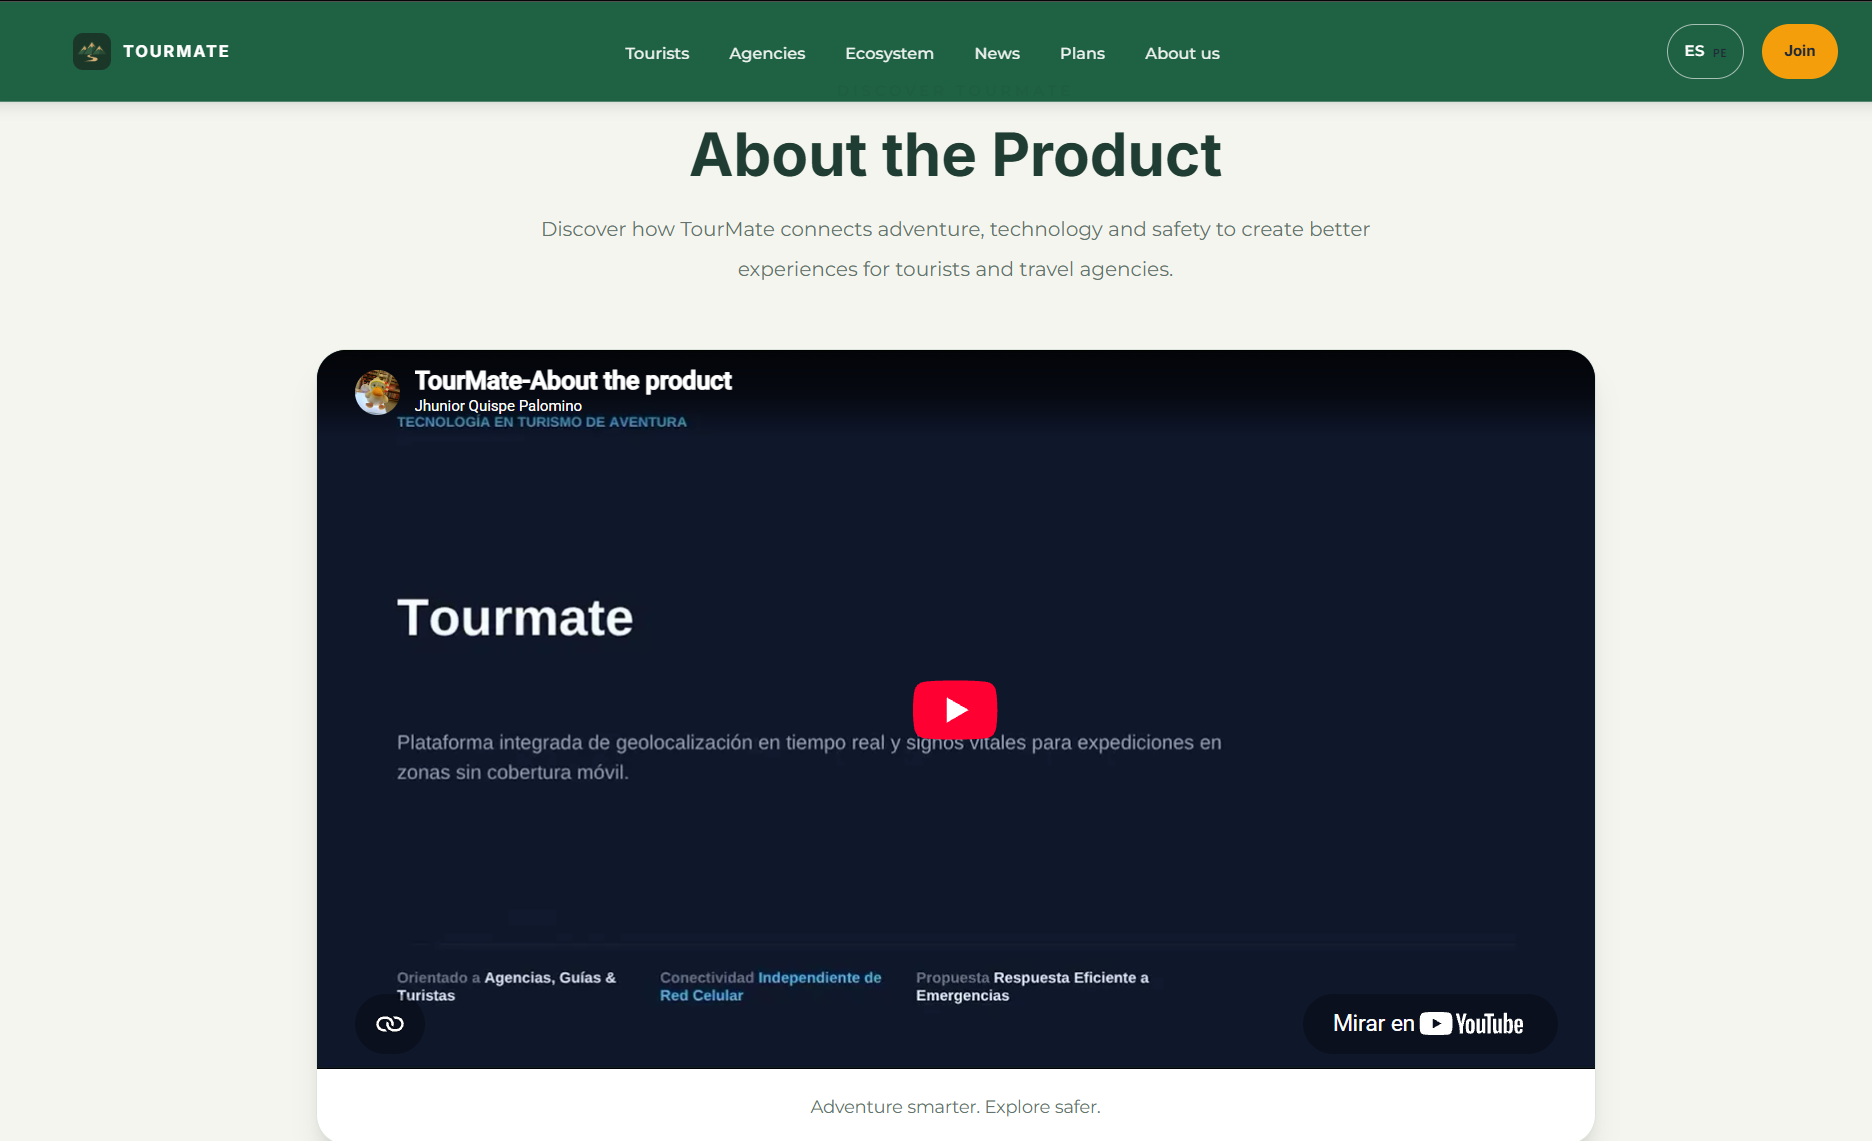 TOURMATE
Tourists Agencies Ecosystem News Plans About us
ES PE
Join
DISCOVER TOURMATE
About the Product
Discover how TourMate connects adventure, technology and safety to create better
experiences for tourists and travel agencies.
TourMate-About the product
Jhunior Quispe Palomino
TECNOLOGÍA EN TURISMO DE AVENTURA
Tourmate
Plataforma integrada de geolocalización en tiempo real y signos vitales para expediciones en
zonas sin cobertura móvil.
Orientado a Agencias, Guías &
Turistas
Conectividad Independiente de
Red Celular
Propuesta Respuesta Eficiente a
Emergencias
Mirar en YouTube
Adventure smarter. Explore safer.